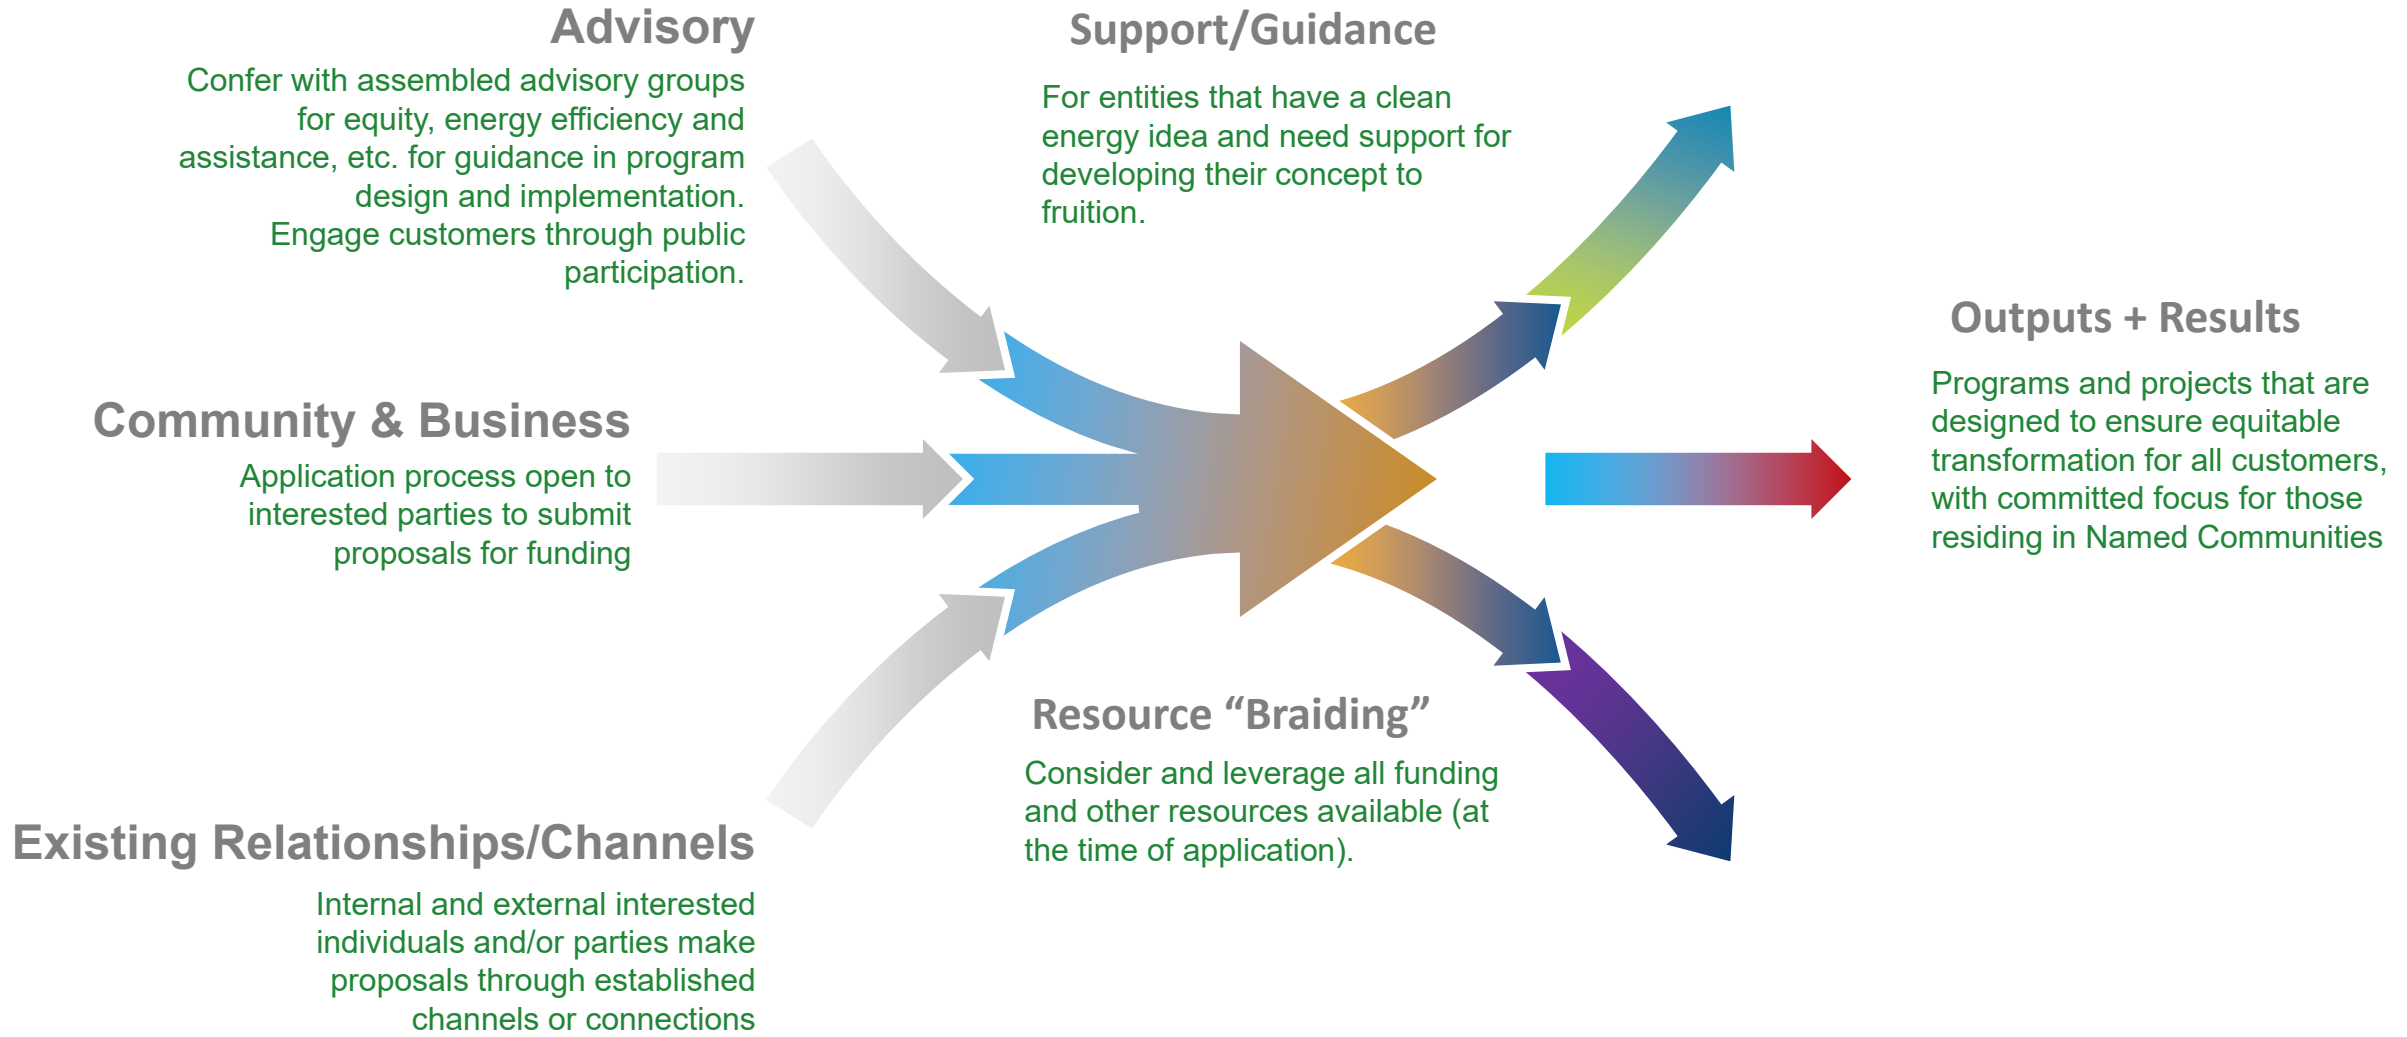 Advisory
Confer with assembled advisory groups
for equity, energy efficiency and
assistance, etc. for guidance in program
design and implementation.
Engage customers through public
participation.
Community & Business
Application process open to
interested parties to submit
proposals for funding
Existing Relationships/Channels
Internal and external interested
individuals and/or parties make
proposals through established
channels or connections
Support/Guidance
For entities that have a clean
energy idea and need support for
developing their concept to
fruition.
Resource “Braiding”
Consider and leverage all funding
and other resources available (at
the time of application).
Outputs + Results
Programs and projects that are
designed to ensure equitable
transformation for all customers,
with committed focus for those
residing in Named Communities